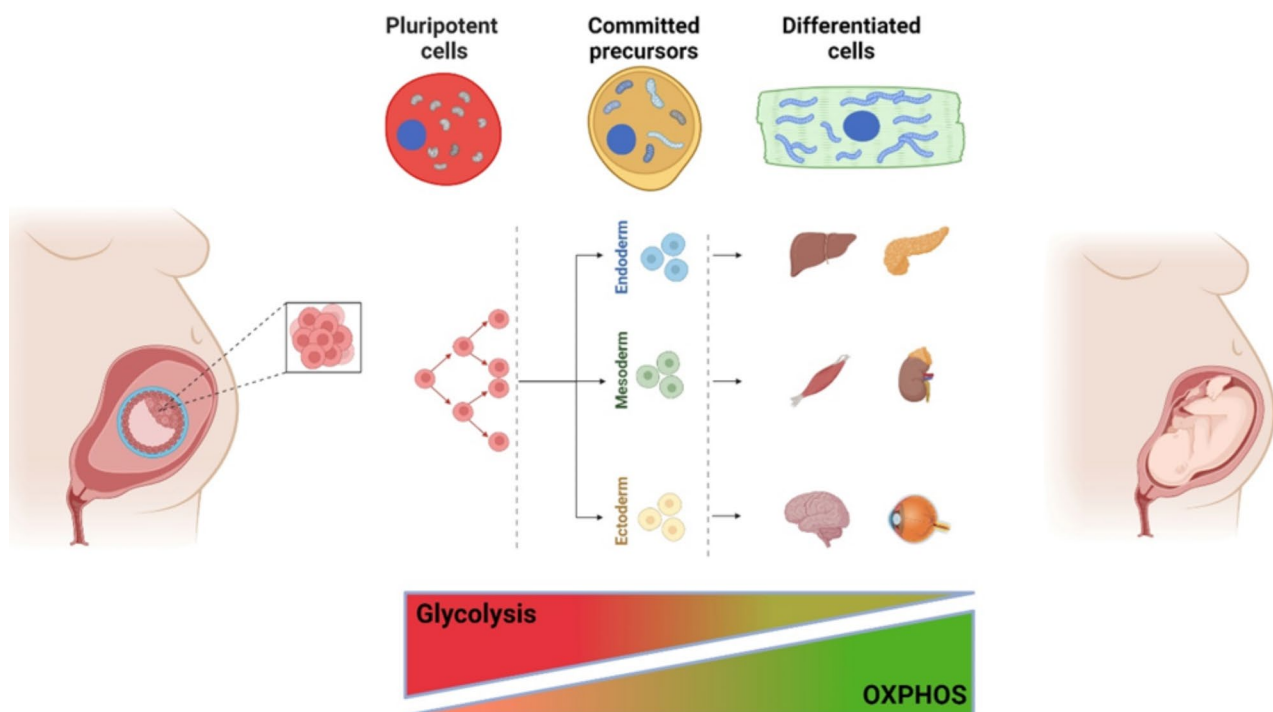 Pluripotent
cells
Committed
precursors
Differentiated
cells
Endoderm
Mesoderm
Ectoderm
Glycolysis
OXPHOS